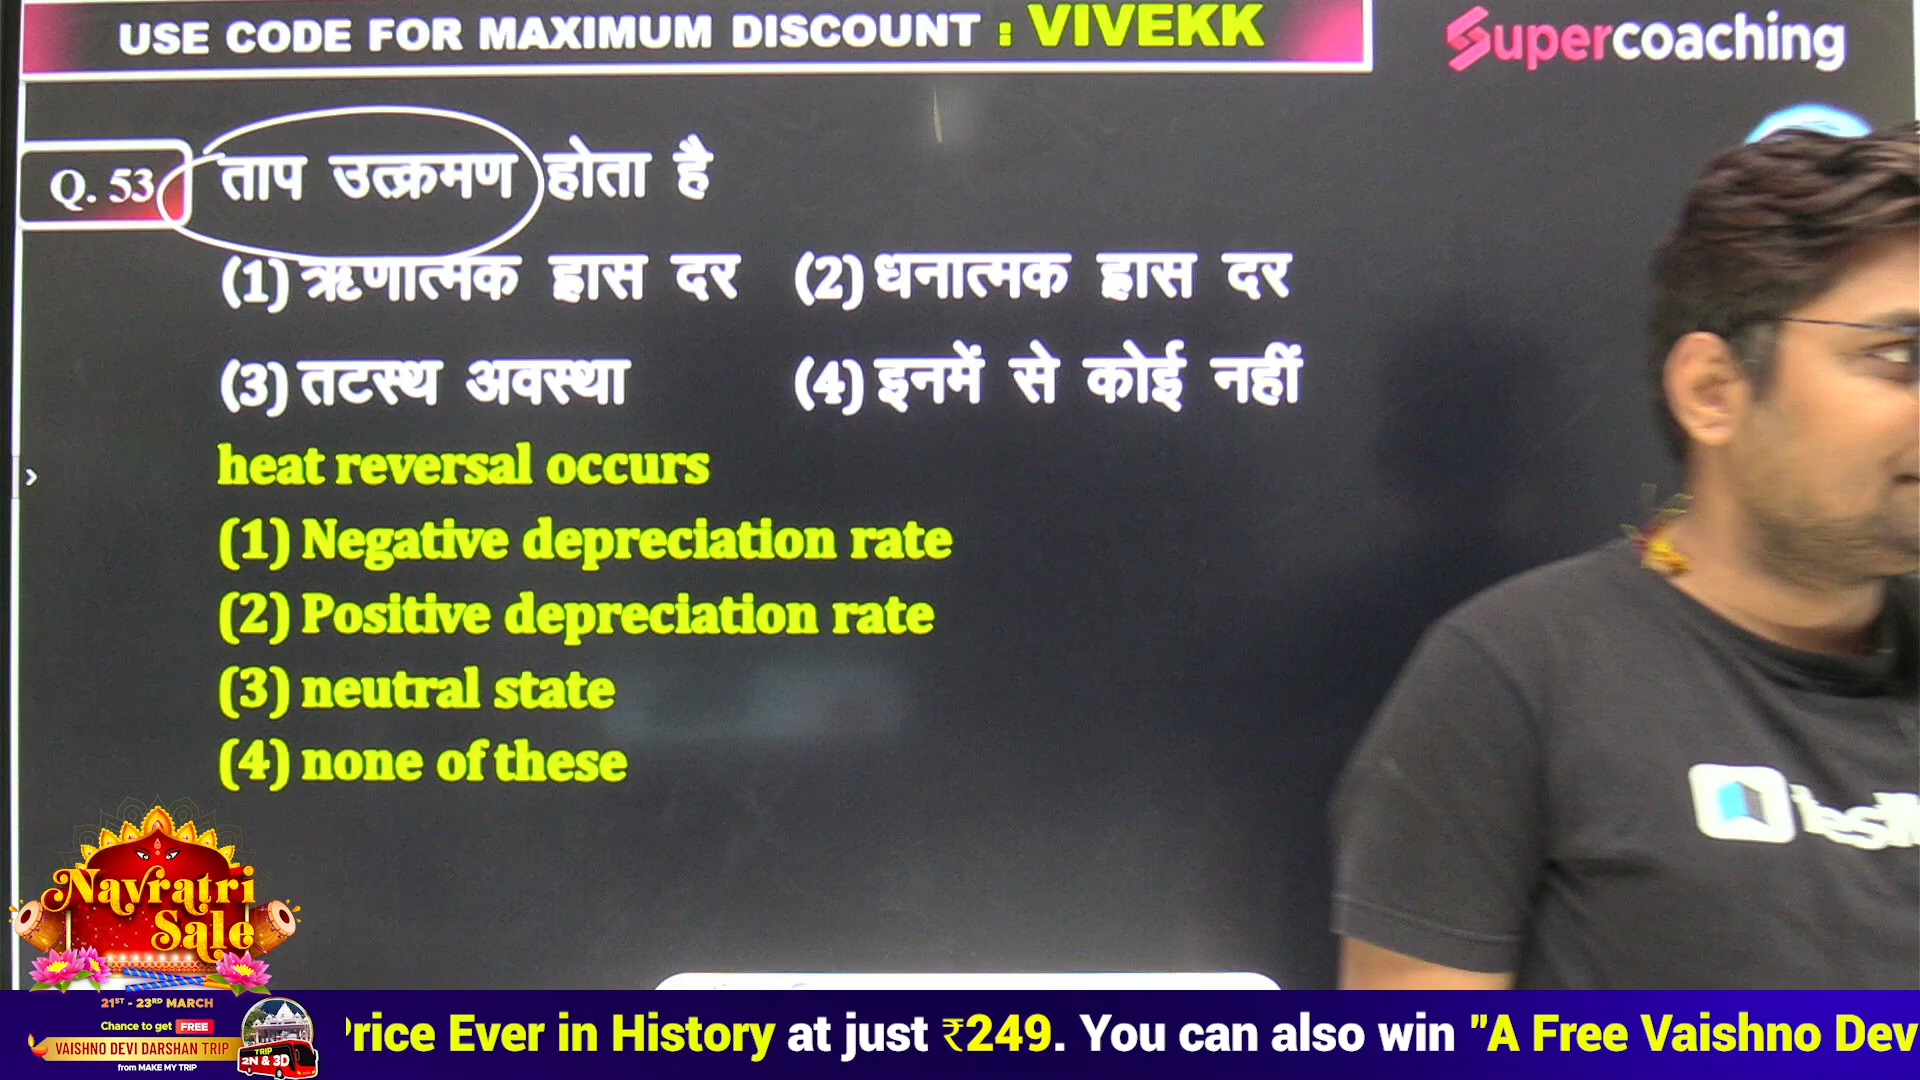 USE CODE FOR MAXIMUM DISCOUNT : VIVEKK
Supercoaching
Q. 53 ताप उत्क्रमण होता है
(1) ऋणात्मक ह्रास दर (2) धनात्मक ह्रास दर
(3) तटस्थ अवस्था (4) इनमें से कोई नहीं
heat reversal occurs
(1) Negative depreciation rate
(2) Positive depreciation rate
(3) neutral state
(4) none of these
Navratri
Sale
21ST - 23RD MARCH
Chance to get FREE
VAISHNO DEVI DARSHAN TRIP
from MAKE MY TRIP
TRIP
2N & 3D
Ever in History at just ₹249. You can also win "A Free Vaishno